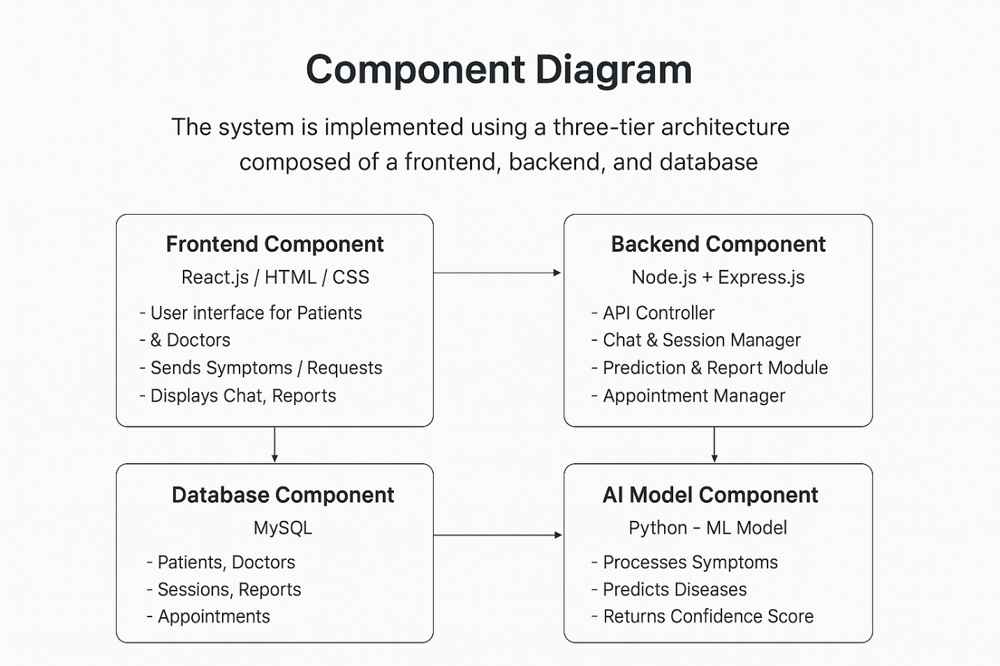 Component Diagram
The system is implemented using a three-tier architecture
composed of a frontend, backend, and database
Frontend Component
React.js / HTML / CSS
- User interface for Patients
- & Doctors
- Sends Symptoms / Requests
- Displays Chat, Reports
Backend Component
Node.js + Express.js
- API Controller
- Chat & Session Manager
- Prediction & Report Module
- Appointment Manager
Database Component
MySQL
- Patients, Doctors
- Sessions, Reports
- Appointments
AI Model Component
Python - ML Model
- Processes Symptoms
- Predicts Diseases
- Returns Confidence Score